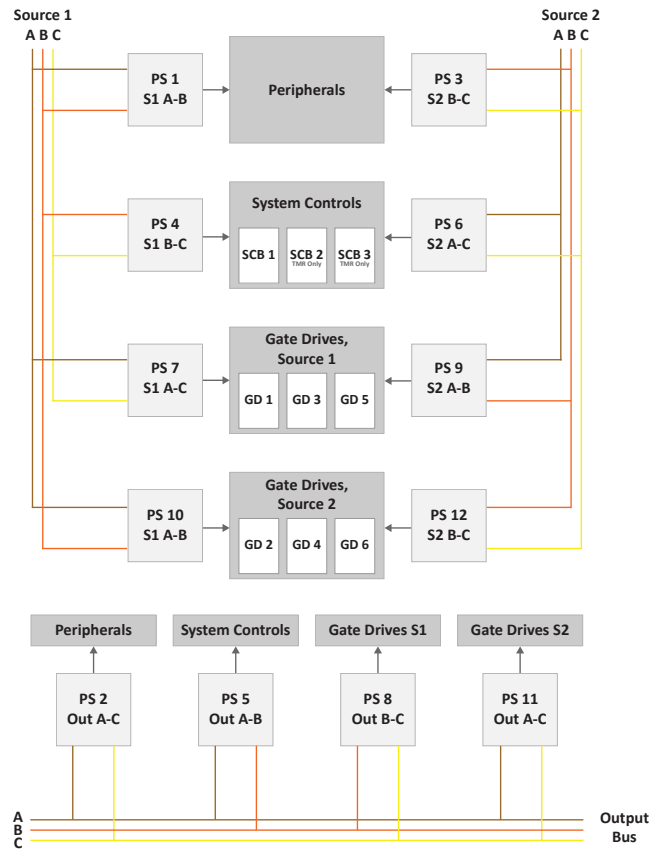 Source 1
A B C
Source 2
A B C
PS 1
S1 A-B
Peripherals
PS 3
S2 B-C
PS 4
S1 B-C
System Controls
SCB 1
SCB 2
TMR Only
SCB 3
TMR Only
PS 6
S2 A-C
PS 7
S1 A-C
Gate Drives,
Source 1
GD 1
GD 3
GD 5
PS 9
S2 A-B
PS 10
S1 A-B
Gate Drives,
Source 2
GD 2
GD 4
GD 6
PS 12
S2 B-C
Peripherals
System Controls
Gate Drives S1
Gate Drives S2
PS 2
Out A-C
PS 5
Out A-B
PS 8
Out B-C
PS 11
Out A-C
A
B
C
Output
Bus